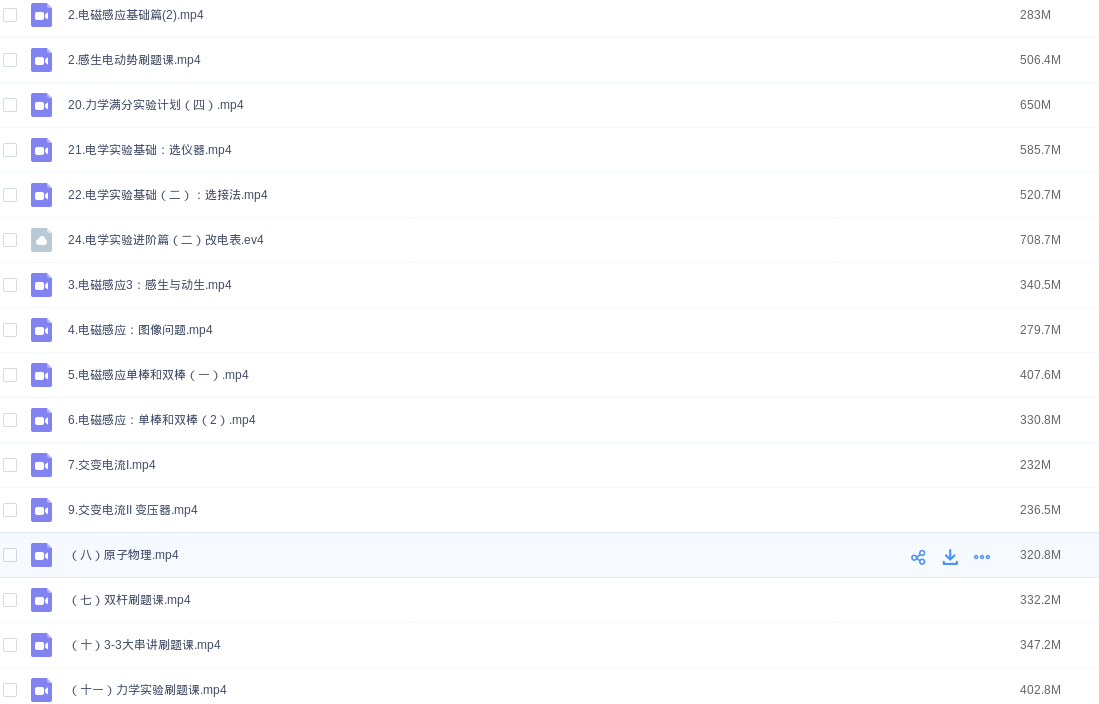 2.电磁感应基础篇(2).mp4 283M
2.感生电动势刷题课.mp4 506.4M
20.力学满分实验计划（四）.mp4 650M
21.电学实验基础：选仪器.mp4 585.7M
22.电学实验基础（二）：选接法.mp4 520.7M
24.电学实验进阶篇（二）改电表.ev4 708.7M
3.电磁感应3：感生与动生.mp4 340.5M
4.电磁感应：图像问题.mp4 279.7M
5.电磁感应单棒和双棒（一）.mp4 407.6M
6.电磁感应：单棒和双棒（2）.mp4 330.8M
7.交变电流I.mp4 232M
9.交变电流II 变压器.mp4 236.5M
（八）原子物理.mp4 320.8M
（七）双杆刷题课.mp4 332.2M
（十）3-3大串讲刷题课.mp4 347.2M
（十一）力学实验刷题课.mp4 402.8M